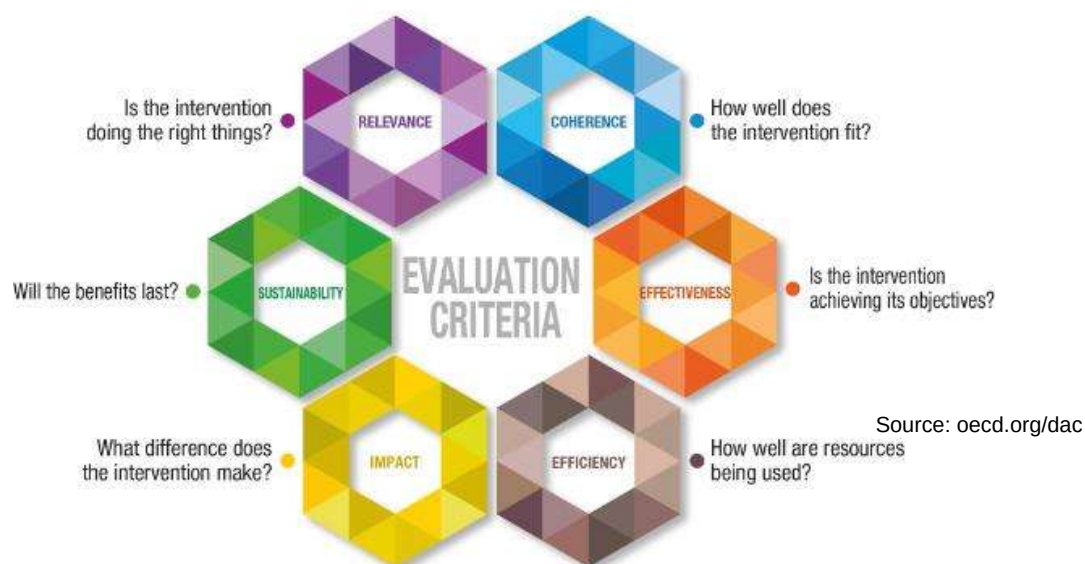 Is the intervention
doing the right things?
RELEVANCE
COHERENCE
How well does
the intervention fit?
Will the benefits last?
SUSTAINABILITY
EVALUATION
CRITERIA
EFFECTIVENESS
Is the intervention
achieving its objectives?
What difference does
the intervention make?
IMPACT
EFFICIENCY
How well are resources
being used?
Source: oecd.org/dac